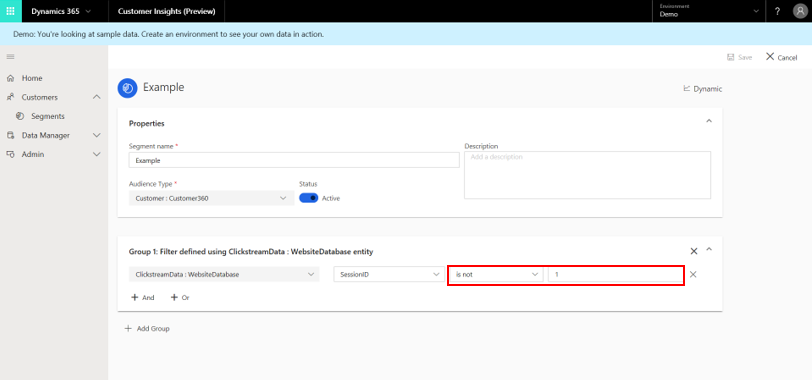 Dynamics 365
Customer Insights (Preview)
Environment
Demo
?
Demo: You're looking at sample data. Create an environment to see your own data in action.
Save
Cancel
Home
Customers
Segments
Data Manager
Admin
Example
Dynamic
Properties
Segment name *
Example
Description
Add a description
Audience Type *
Customer : Customer360
Status
Active
Group 1: Filter defined using ClickstreamData : WebsiteDatabase entity
ClickstreamData : WebsiteDatabase
SessionID
is not
1
+ And
+ Or
+ Add Group